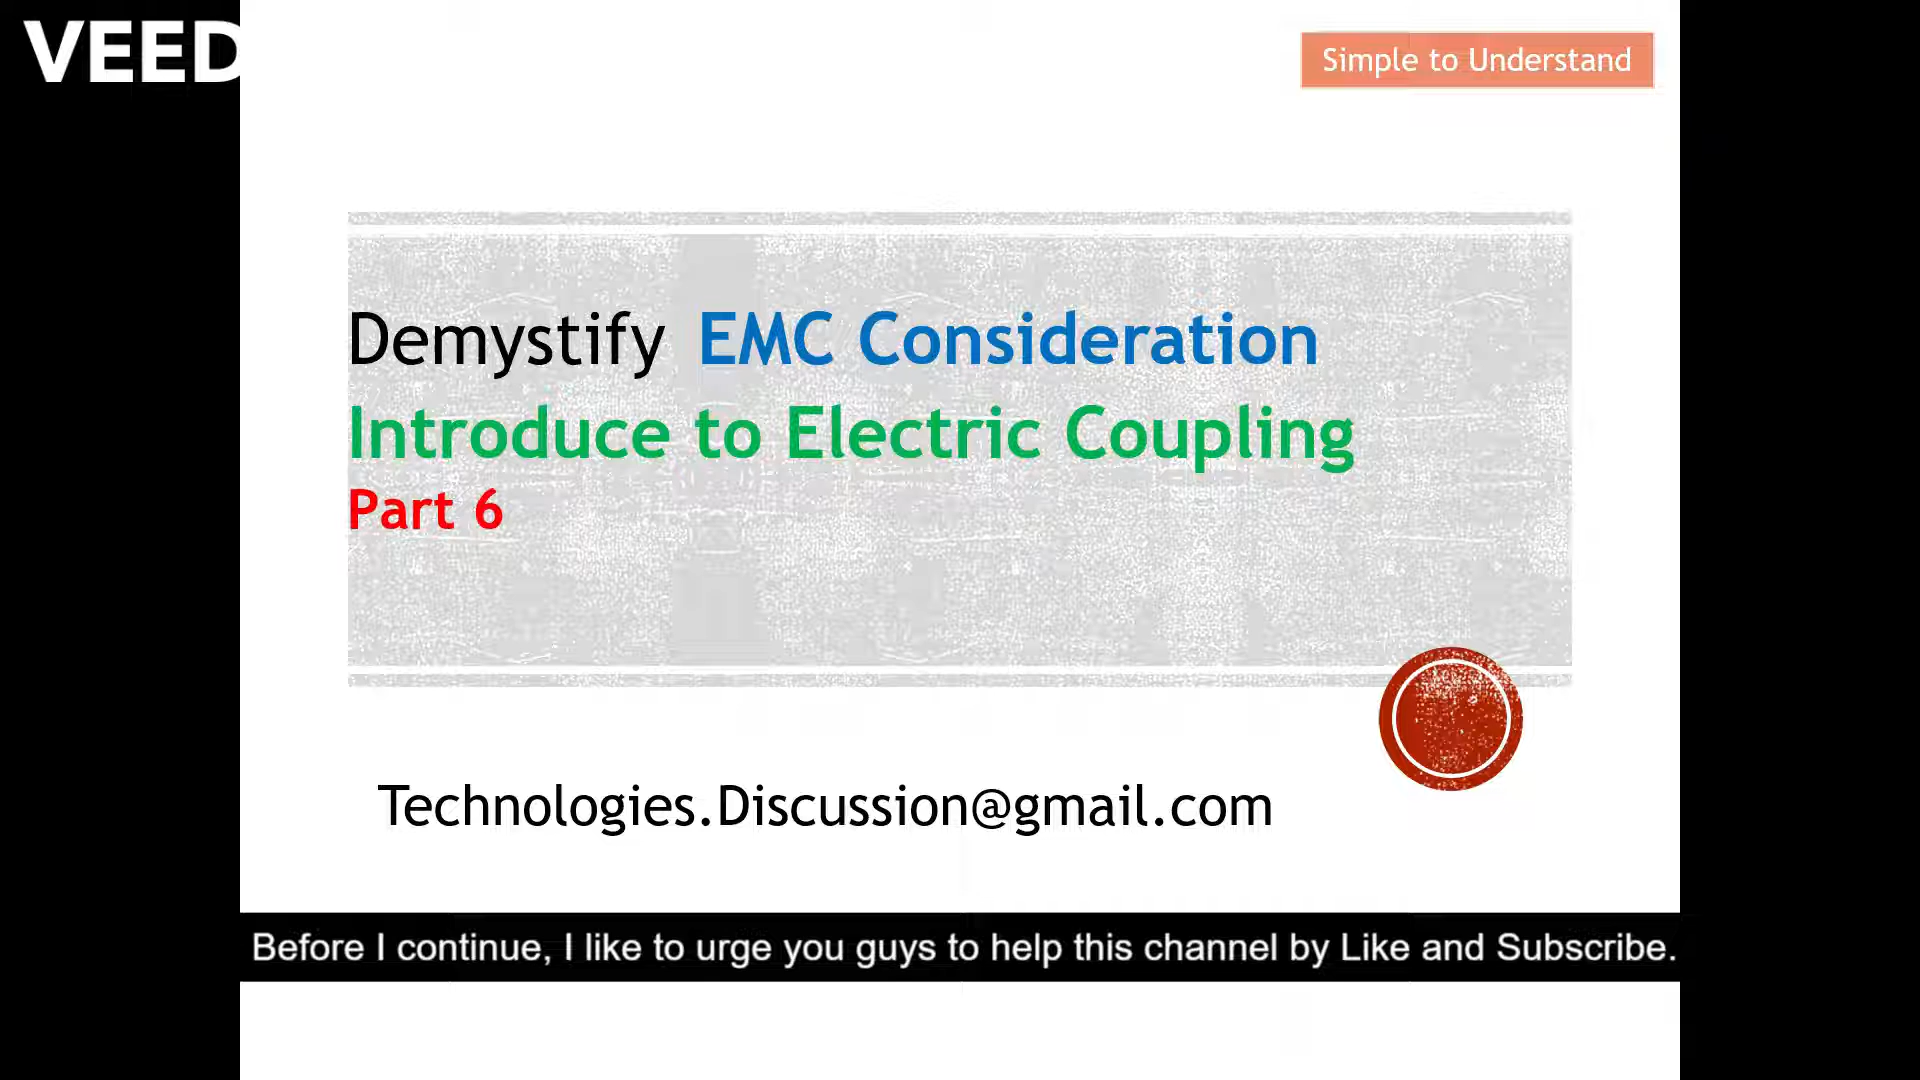 VEED
Simple to Understand
Demystify EMC Consideration
Introduce to Electric Coupling
Part 6
Technologies.Discussion@gmail.com
Before I continue, I like to urge you guys to help this channel by Like and Subscribe.